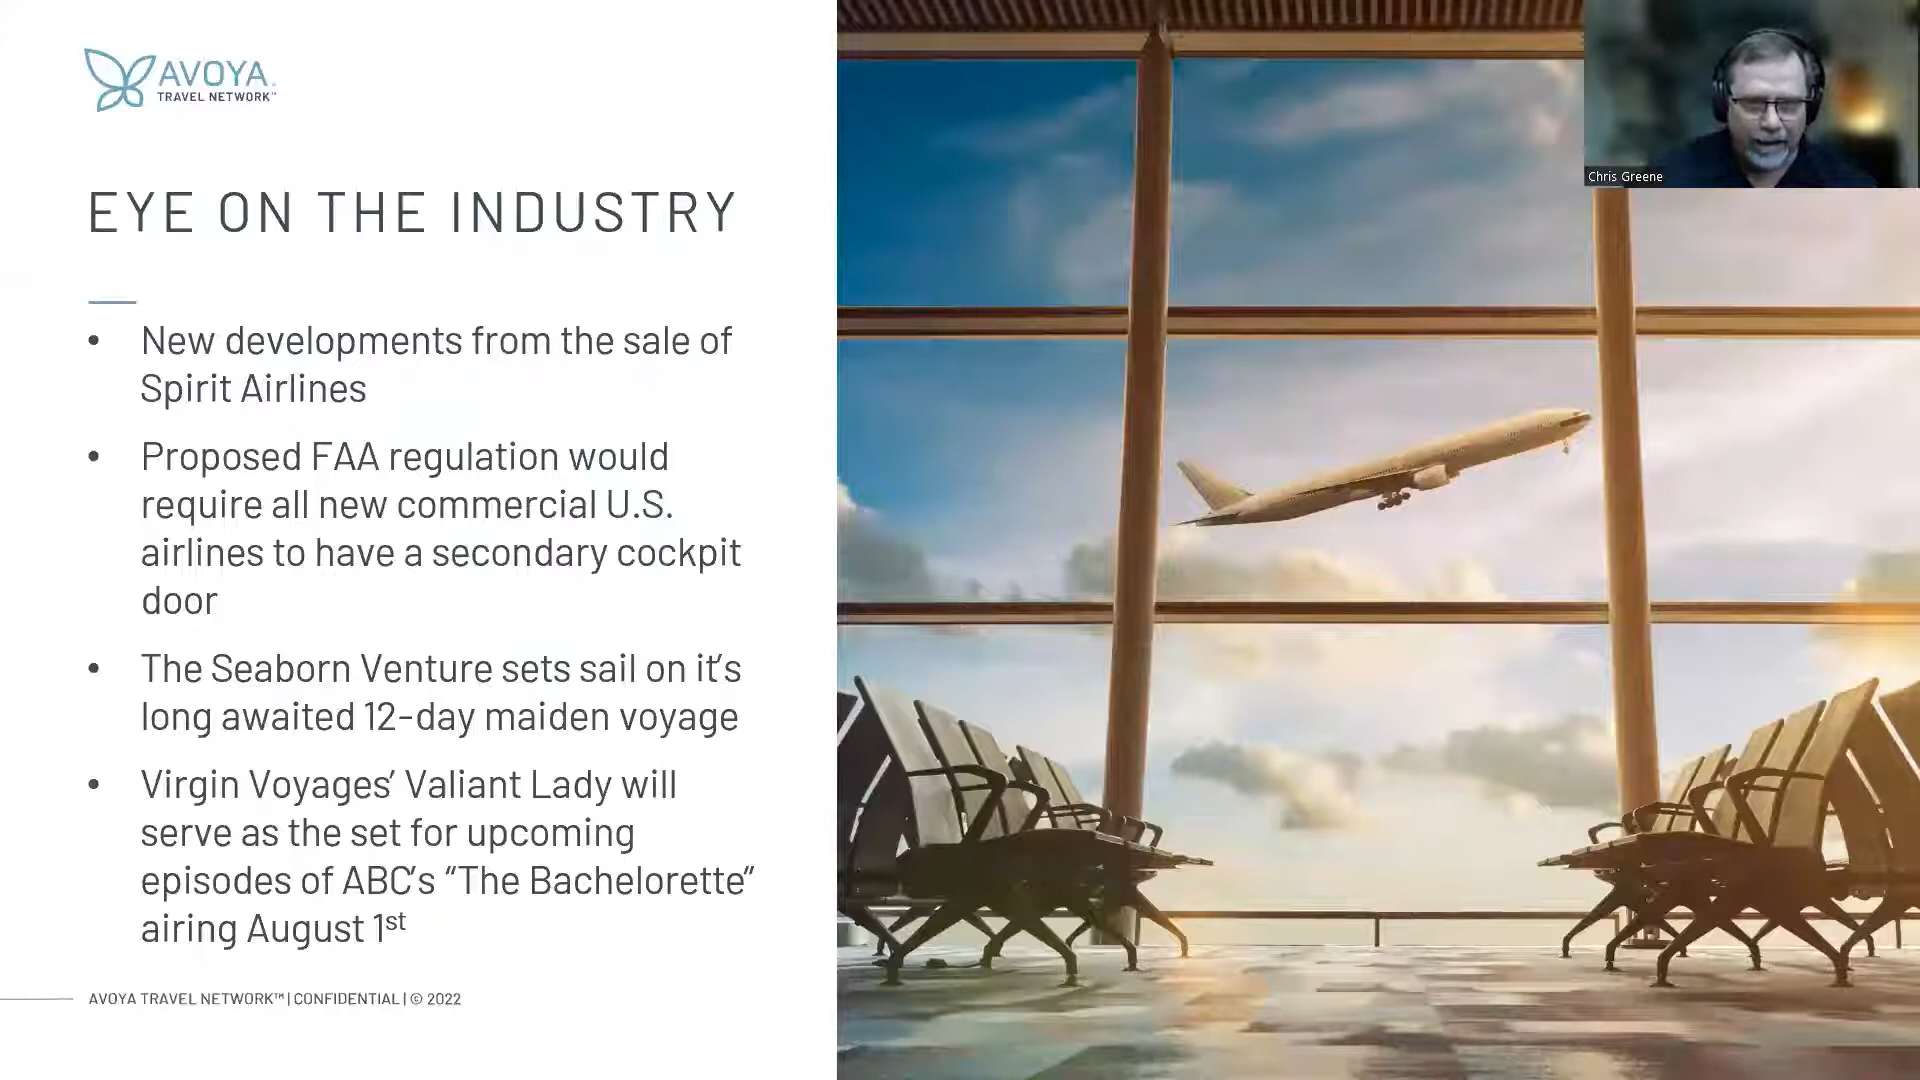 AVOYA
TRAVEL NETWORK™
EYE ON THE INDUSTRY
• New developments from the sale of
Spirit Airlines
• Proposed FAA regulation would
require all new commercial U.S.
airlines to have a secondary cockpit
door
• The Seaborn Venture sets sail on it's
long awaited 12-day maiden voyage
• Virgin Voyages' Valiant Lady will
serve as the set for upcoming
episodes of ABC's "The Bachelorette"
airing August 1st
AVOYA TRAVEL NETWORK™ | CONFIDENTIAL | © 2022
Chris Greene